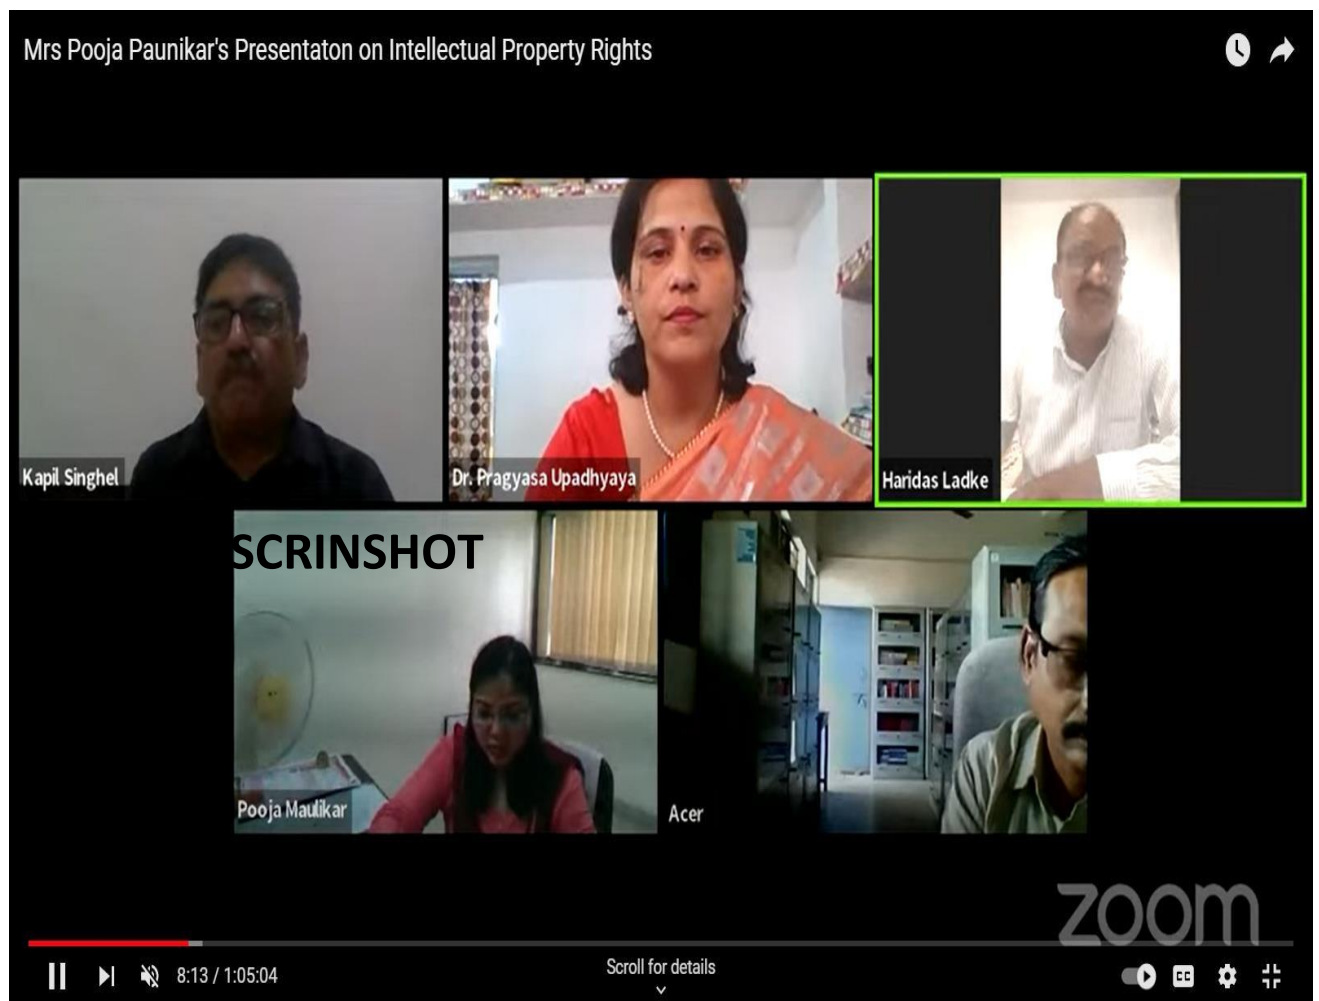 Mrs Pooja Paunikar's Presentaton on Intellectual Property Rights
Kapil Singhel
Dr. Pragyasa Upadhyaya
Haridas Ladke
SCRINSHOT
Pooja Maulikar
Acer
zoom
8:13 / 1:05:04
Scroll for details
CC